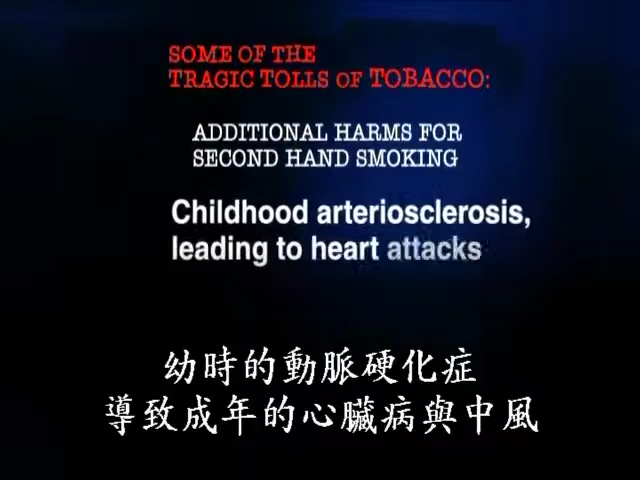 SOME OF THE
TRAGIC TOLLS OF TOBACCO:
ADDITIONAL HARMS FOR
SECOND HAND SMOKING
Childhood arteriosclerosis,
leading to heart attacks
幼時的動脈硬化症
導致成年的心臟病與中風